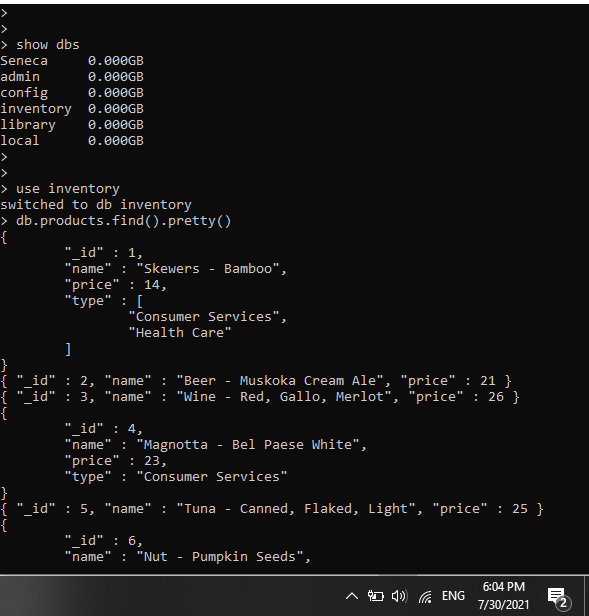 >
>
> show dbs
Seneca     0.000GB
admin      0.000GB
config     0.000GB
inventory  0.000GB
library    0.000GB
local      0.000GB
>
>
> use inventory
switched to db inventory
> db.products.find().pretty()
{
        "_id" : 1,
        "name" : "Skewers - Bamboo",
        "price" : 14,
        "type" : [
                "Consumer Services",
                "Health Care"
        ]
}
{ "_id" : 2, "name" : "Beer - Muskoka Cream Ale", "price" : 21 }
{ "_id" : 3, "name" : "Wine - Red, Gallo, Merlot", "price" : 26 }
{
        "_id" : 4,
        "name" : "Magnotta - Bel Paese White",
        "price" : 23,
        "type" : "Consumer Services"
}
{ "_id" : 5, "name" : "Tuna - Canned, Flaked, Light", "price" : 25 }
{
        "_id" : 6,
        "name" : "Nut - Pumpkin Seeds",
ENG
6:04 PM
7/30/2021
2